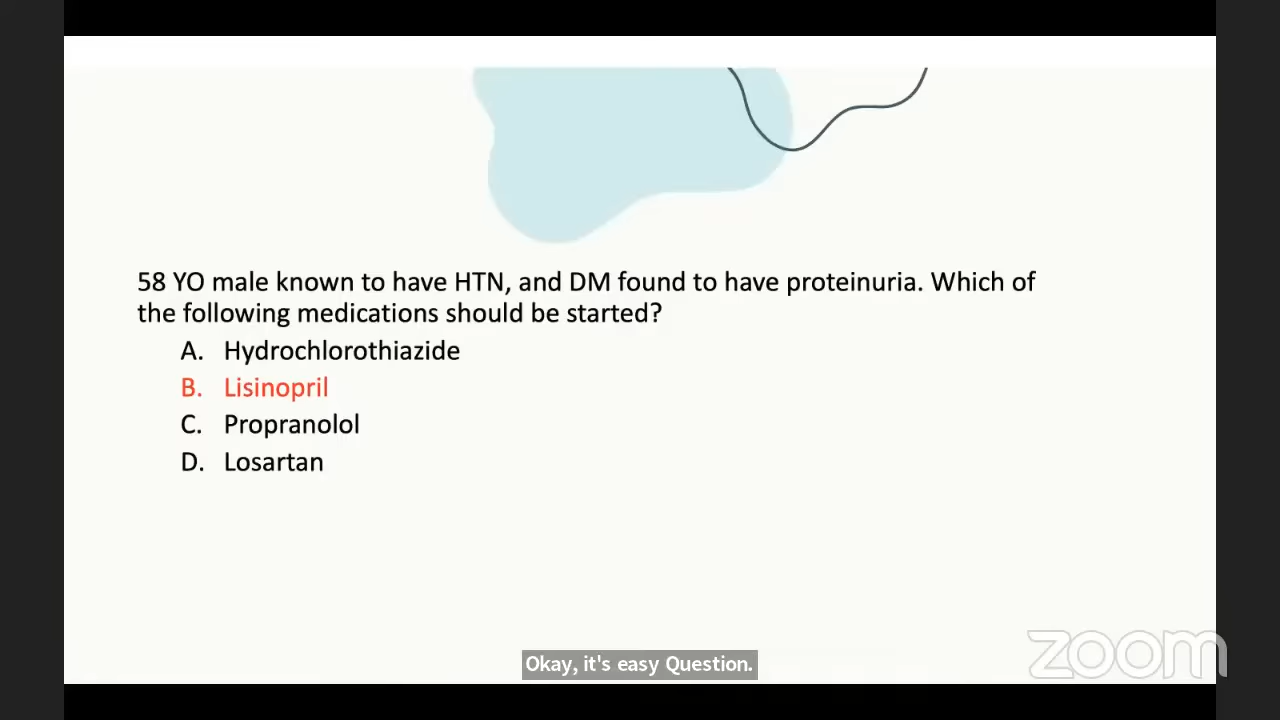 58 YO male known to have HTN, and DM found to have proteinuria. Which of
the following medications should be started?
A. Hydrochlorothiazide
B. Lisinopril
C. Propranolol
D. Losartan
Okay, it's easy Question.
zoom